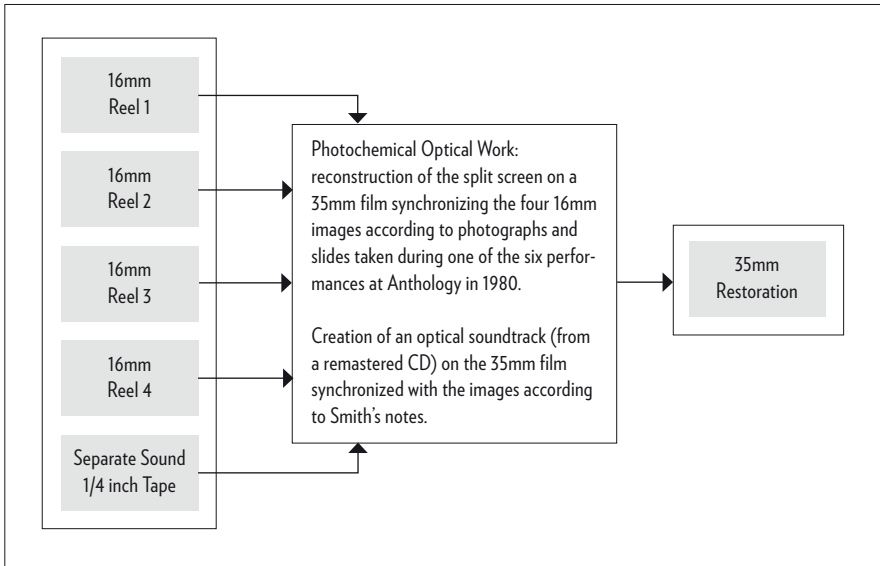 16mm
Reel 1
16mm
Reel 2
16mm
Reel 3
16mm
Reel 4
Separate Sound
1/4 inch Tape
Photochemical Optical Work:
reconstruction of the split screen on a
35mm film synchronizing the four 16mm
images according to photographs and
slides taken during one of the six perfor-
mances at Anthology in 1980.
Creation of an optical soundtrack (from
a remastered CD) on the 35mm film
synchronized with the images according
to Smith's notes.
35mm
Restoration